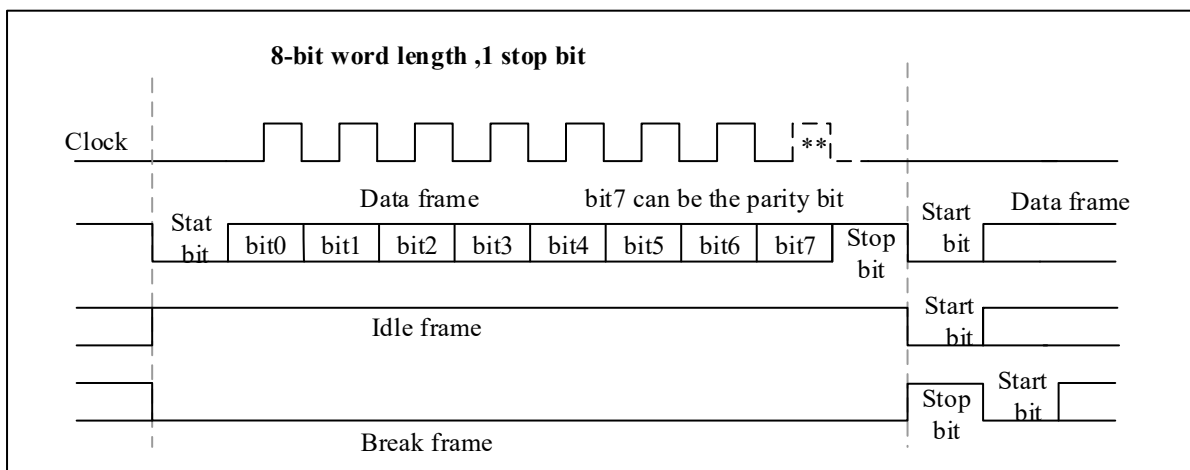 8-bit word length ,1 stop bit
Clock
**
Data frame
bit7 can be the parity bit
Stat
bit
bit0
bit1
bit2
bit3
bit4
bit5
bit6
bit7
Stop
bit
Start
bit
Data frame
Idle frame
Start
bit
Break frame
Stop
bit
Start
bit